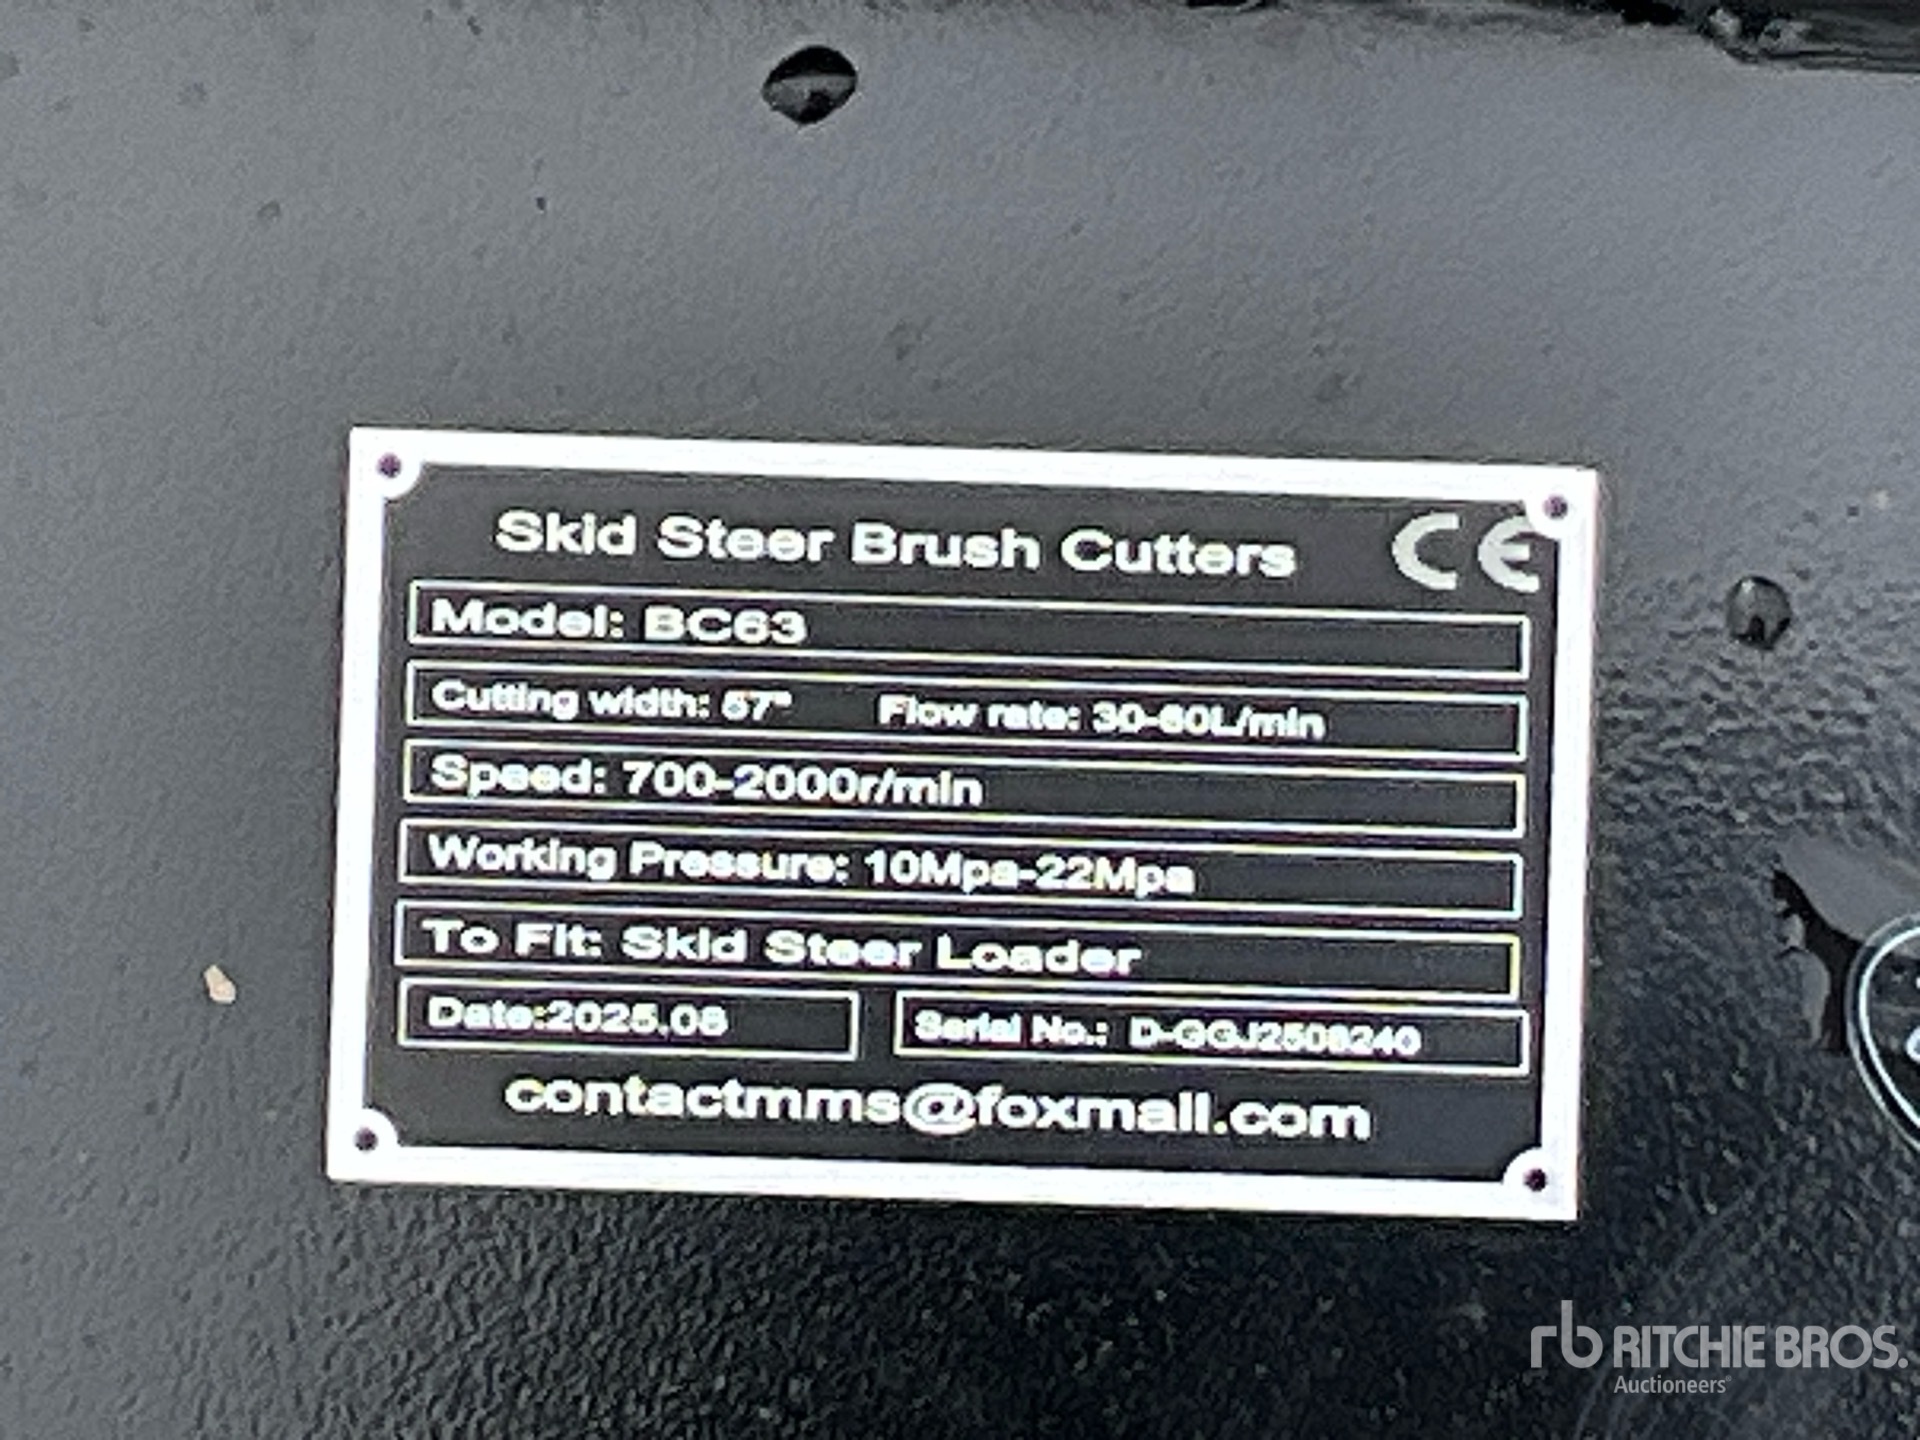 Skid Steer Brush Cutters CE
Model: BC63
Cutting width: 57" Flow rate: 30-60L/min
Speed: 700-2000r/min
Working Pressure: 10Mpa-22Mpa
To Fit: Skid Steer Loader
Date:2025.08 Serial No.: D-GGJ2508240
contactmms@foxmail.com
rb RITCHIE BROS.
Auctioneers